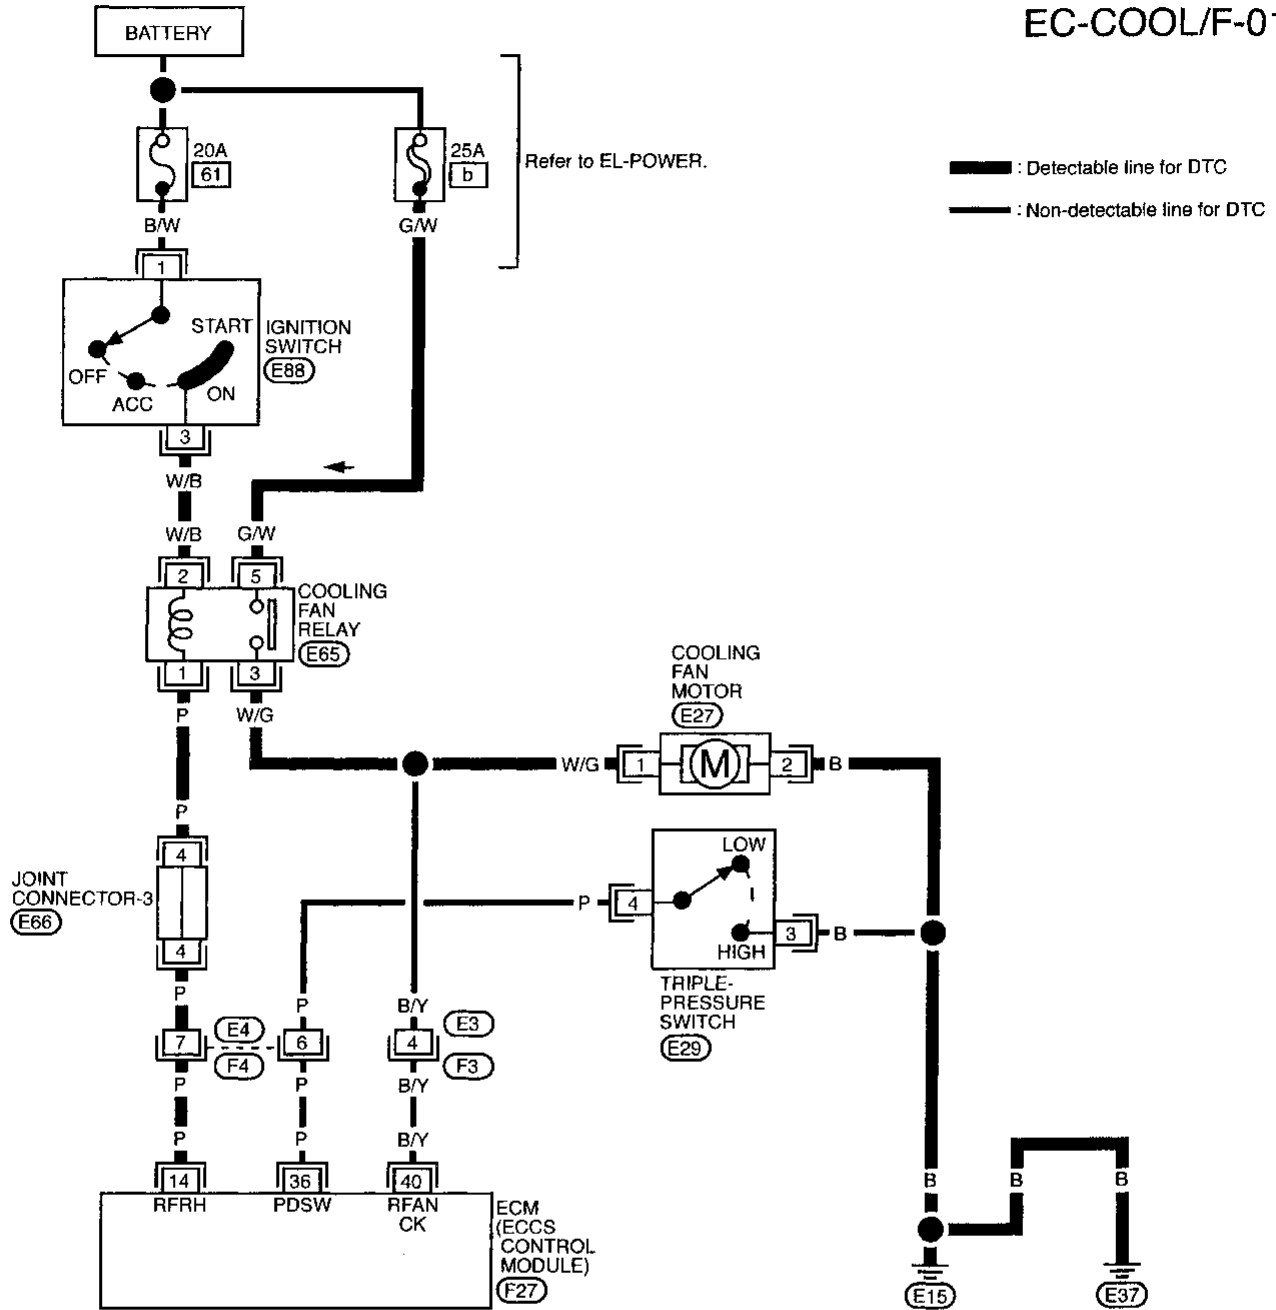 EC-COOL/F-01
BATTERY
20A
61
25A
b
Refer to EL-POWER.
: Detectable line for DTC
: Non-detectable line for DTC
B/W
G/W
1
START
OFF
ACC
ON
IGNITION
SWITCH
E88
3
W/B
W/B
G/W
2
5
COOLING
FAN
RELAY
E65
1
3
P
W/G
COOLING
FAN
MOTOR
E27
W/G
1
M
2
B
P
4
JOINT
CONNECTOR-3
E66
4
P
4
LOW
HIGH
3
B
TRIPLE-
PRESSURE
SWITCH
E29
P
P
B/Y
7
E4
F4
6
4
E3
F3
P
P
B/Y
P
P
B/Y
14
36
40
RFRH
PDSW
RFAN
CK
ECM
(ECCS
CONTROL
MODULE)
F27
B
B
B
E15
E37